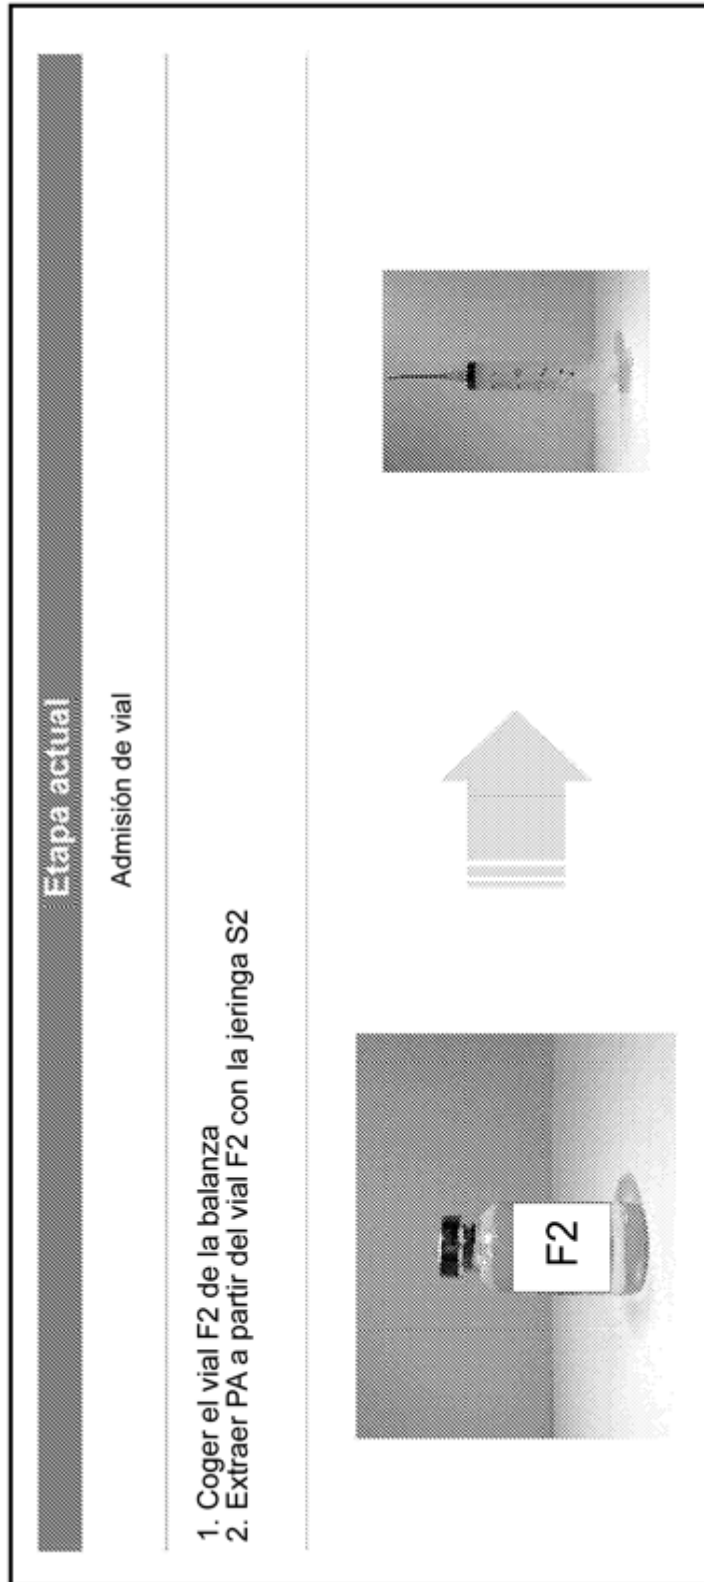 Etapa actual
Admisión de vial
1. Coger el vial F2 de la balanza
2. Extraer PA a partir del vial F2 con la jeringa S2
F2